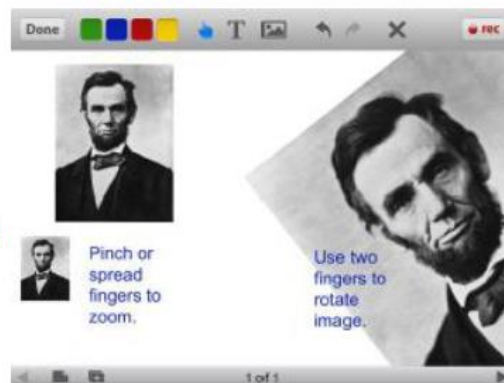 Done T rec
Pinch or
spread
fingers to
zoom.
Use two
fingers to
rotate
image.
1 of 1